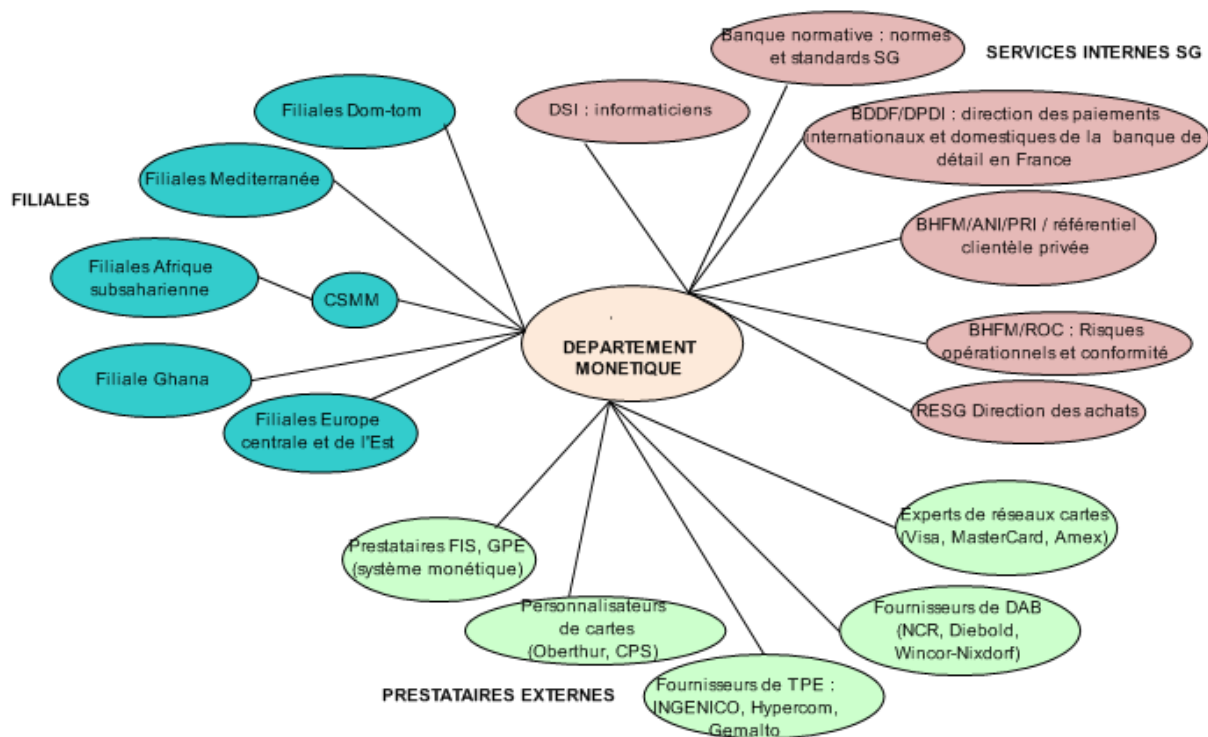 Banque normative : normes
et standards SG
SERVICES INTERNES SG
Filiales Dom-tom
DSI : informaticiens
BDDF/DPDI : direction des paiements
internationaux et domestiques de la banque de
détail en France
Filiales Mediterranée
FILIALES
BHFM/ANI/PRI / référentiel
clientèle privée
Filiales Afrique
subsaharienne
CSMM
DEPARTEMENT
MONETIQUE
BHFM/ROC : Risques
opérationnels et conformité
Filiale Ghana
RESG Direction des achats
Filiales Europe
centrale et de l'Est
Experts de réseaux cartes
(Visa, MasterCard, Amex)
Prestataires FIS, GPE
(système monétique)
Personnalisateurs
de cartes
(Oberthur, CPS)
Fournisseurs de DAB
(NCR, Diebold,
Wincor-Nixdorf)
PRESTATAIRES EXTERNES
Fournisseurs de TPE :
INGENICO, Hypercom,
Gemalto